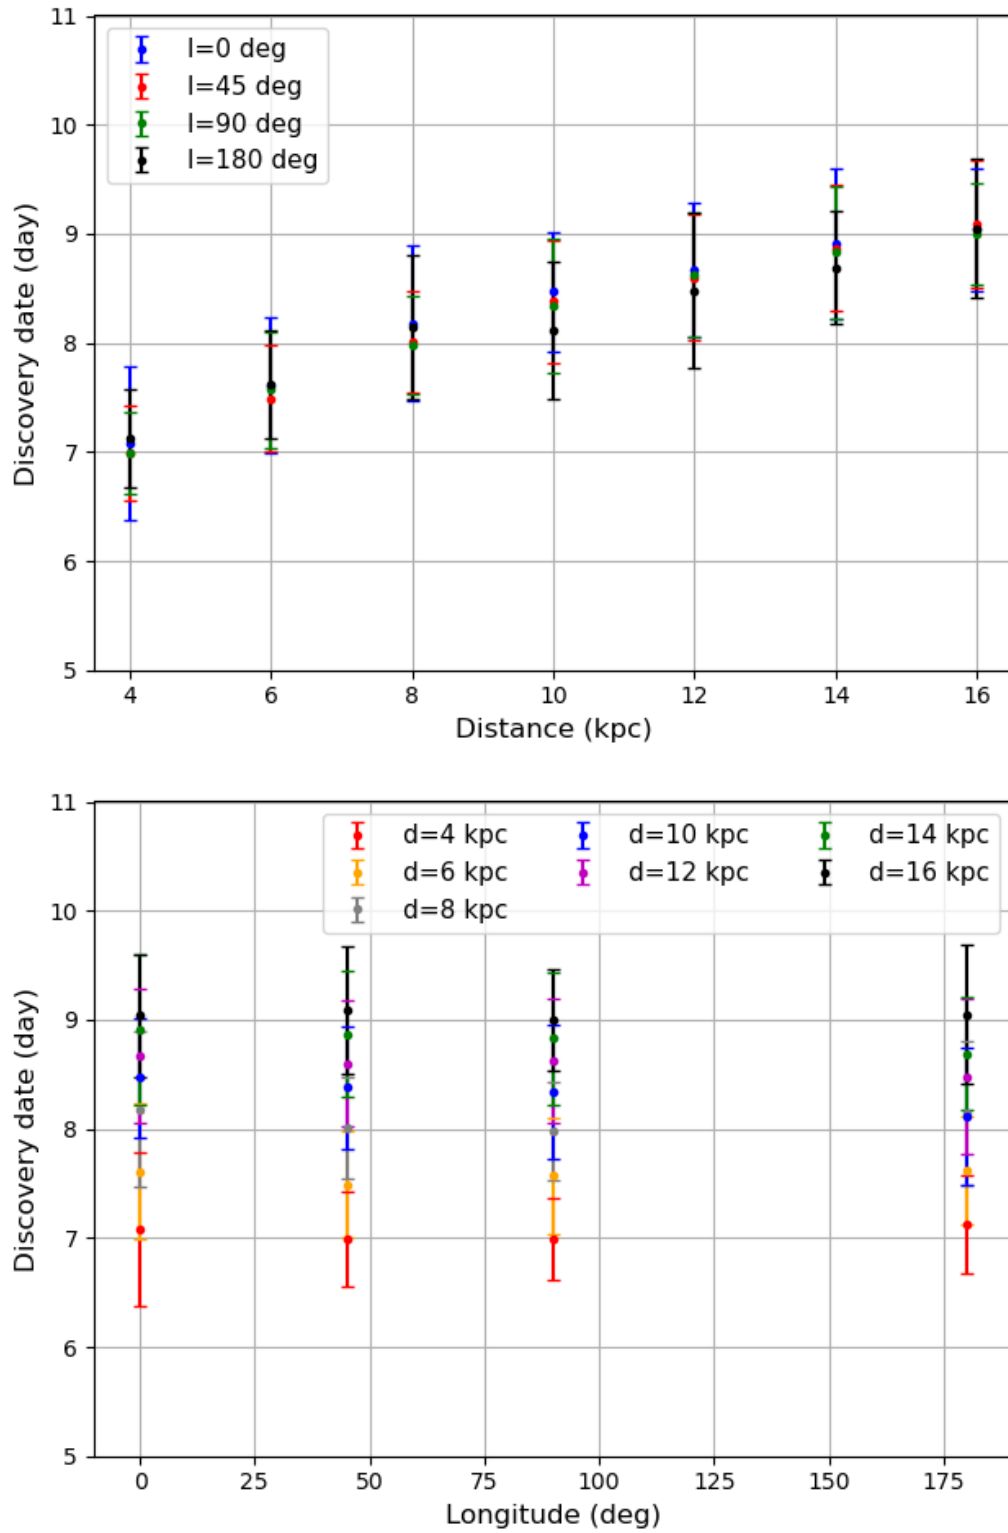 11
10
9
8
7
6
5
Discovery date (day)
l=0 deg
l=45 deg
l=90 deg
l=180 deg
4 6 8 10 12 14 16
Distance (kpc)
11
10
9
8
7
6
5
Discovery date (day)
d=4 kpc d=10 kpc d=14 kpc
d=6 kpc d=12 kpc d=16 kpc
d=8 kpc
0 25 50 75 100 125 150 175
Longitude (deg)